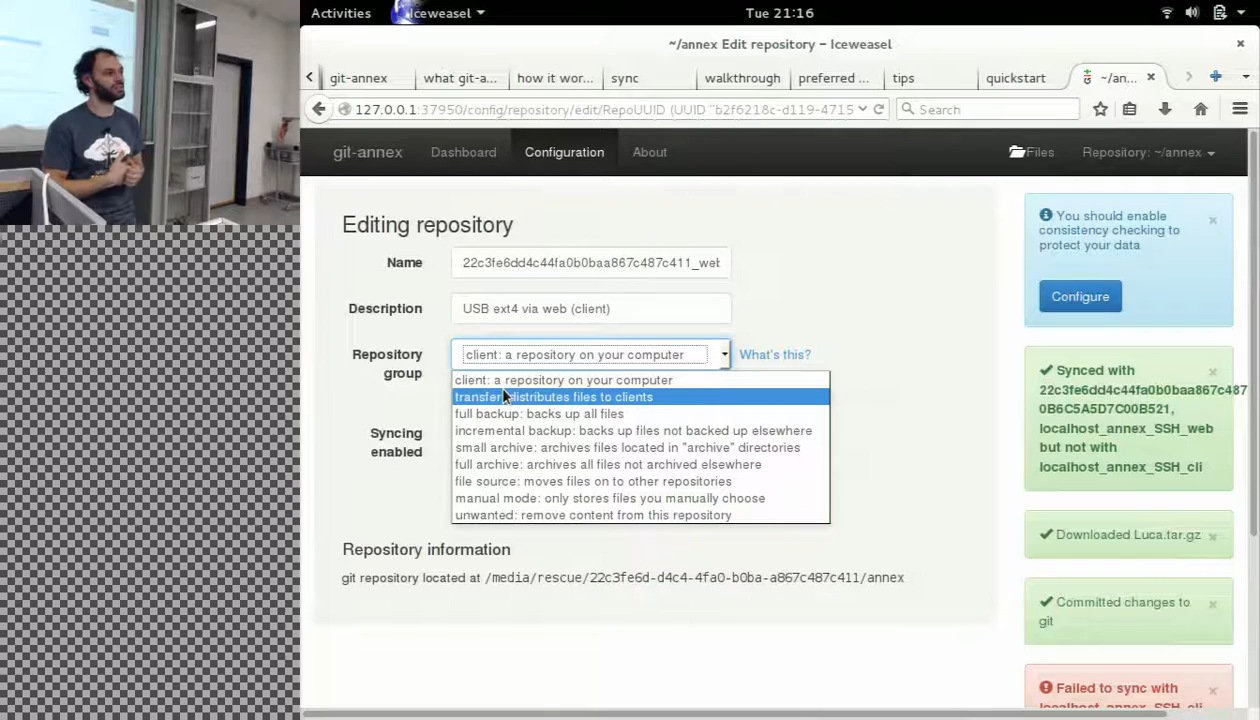 Activities
Iceweasel
Tue 21:16
~/annex Edit repository – Iceweasel
git-annex
what git-a...
how it wor...
sync
walkthrough
preferred ...
tips
quickstart
~/an...
127.0.0.1:37950/config/repository/edit/RepoUUID (UUID "b2f6218c-d119-4715
Search
git-annex
Dashboard
Configuration
About
Files
Repository: ~/annex
Editing repository
Name
22c3fe6dd4c44fa0b0baa867c487c411_web
Description
USB ext4 via web (client)
Repository
group
client: a repository on your computer
What's this?
client: a repository on your computer
transfer: distributes files to clients
full backup: backs up all files
incremental backup: backs up files not backed up elsewhere
small archive: archives files located in "archive" directories
full archive: archives all files not archived elsewhere
file source: moves files on to other repositories
manual mode: only stores files you manually choose
unwanted: remove content from this repository
Syncing
enabled
Repository information
git repository located at /media/rescue/22c3fe6d-d4c4-4fa0-b0ba-a867c487c411/annex
You should enable
consistency checking to
protect your data
Configure
Synced with
22c3fe6dd4c44fa0b0baa867c487
0B6C5A5D7C00B521,
localhost_annex_SSH_web
but not with
localhost_annex_SSH_cli
Downloaded Luca.tar.gz
Committed changes to
git
Failed to sync with
localhost_annex_SSH_cli